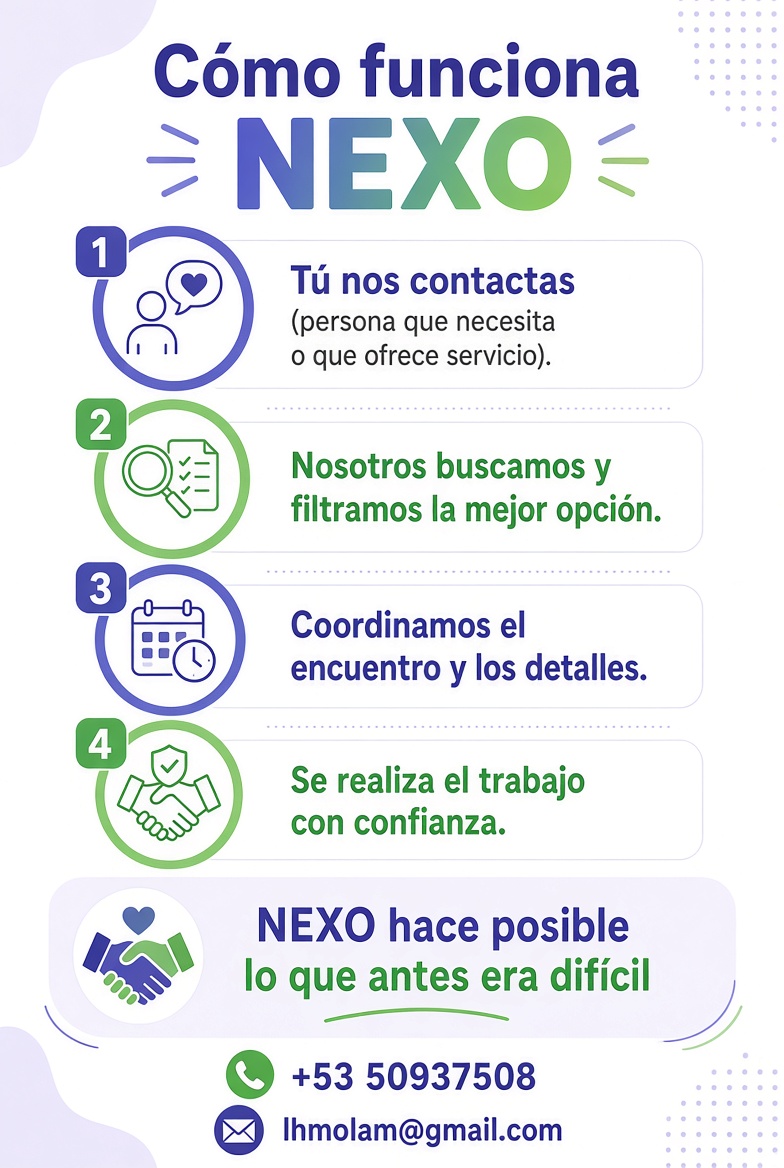 Cómo funciona
NEXO
1
Tú nos contactas
(persona que necesita
o que ofrece servicio).
2
Nosotros buscamos y
filtramos la mejor opción.
3
Coordinamos el
encuentro y los detalles.
4
Se realiza el trabajo
con confianza.
NEXO hace posible
lo que antes era difícil
+53 50937508
lhmolam@gmail.com